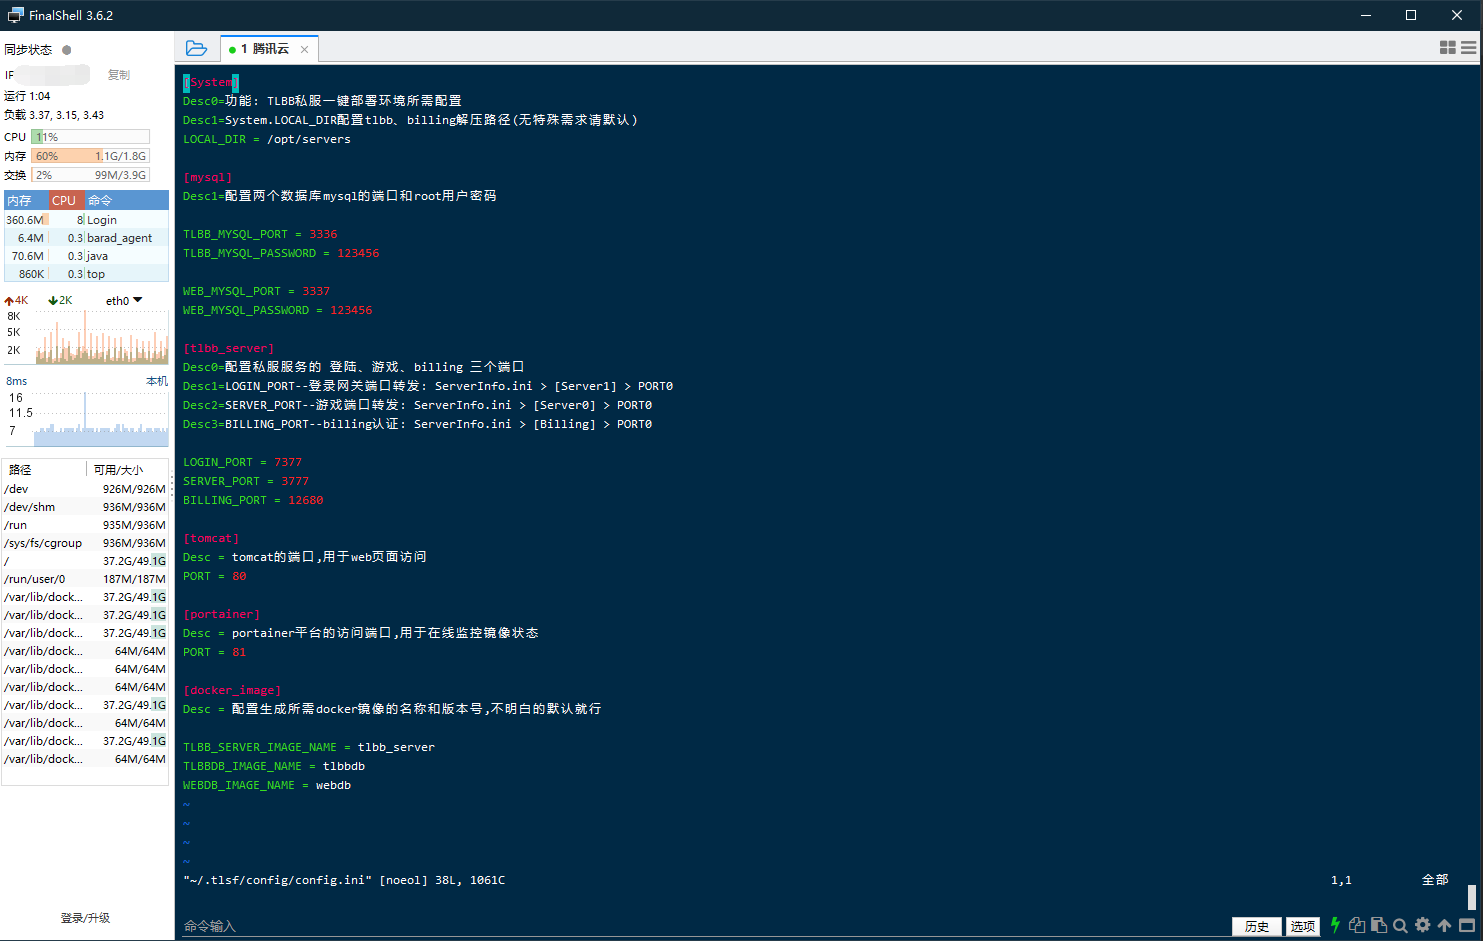 FinalShell 3.6.2
同步状态
IP
复制
运行 1:04
负载 3.37, 3.15, 3.43
CPU 11%
内存 60% 1.1G/1.8G
交换 2% 99M/3.9G
内存 CPU 命令
360.6M 8 Login
6.4M 0.3 barad_agent
70.6M 0.3 java
860K 0.3 top
4K 2K eth0
8K
5K
2K
8ms 本机
16
11.5
7
路径 可用/大小
/dev 926M/926M
/dev/shm 936M/936M
/run 935M/936M
/sys/fs/cgroup 936M/936M
/ 37.2G/49.1G
/run/user/0 187M/187M
/var/lib/dock... 37.2G/49.1G
/var/lib/dock... 37.2G/49.1G
/var/lib/dock... 37.2G/49.1G
/var/lib/dock... 64M/64M
/var/lib/dock... 64M/64M
/var/lib/dock... 64M/64M
/var/lib/dock... 37.2G/49.1G
/var/lib/dock... 64M/64M
/var/lib/dock... 37.2G/49.1G
/var/lib/dock... 64M/64M
登录/升级
1 腾讯云
[System]
Desc0=功能: TLBB私服一键部署环境所需配置
Desc1=System.LOCAL_DIR配置tlbb、billing解压路径(无特殊需求请默认)
LOCAL_DIR = /opt/servers
[mysql]
Desc1=配置两个数据库mysql的端口和root用户密码
TLBB_MYSQL_PORT = 3336
TLBB_MYSQL_PASSWORD = 123456
WEB_MYSQL_PORT = 3337
WEB_MYSQL_PASSWORD = 123456
[tlbb_server]
Desc0=配置私服服务的 登陆、游戏、billing 三个端口
Desc1=LOGIN_PORT--登录网关端口转发: ServerInfo.ini > [Server1] > PORT0
Desc2=SERVER_PORT--游戏端口转发: ServerInfo.ini > [Server0] > PORT0
Desc3=BILLING_PORT--billing认证: ServerInfo.ini > [Billing] > PORT0
LOGIN_PORT = 7377
SERVER_PORT = 3777
BILLING_PORT = 12680
[tomcat]
Desc = tomcat的端口,用于web页面访问
PORT = 80
[portainer]
Desc = portainer平台的访问端口,用于在线监控镜像状态
PORT = 81
[docker_image]
Desc = 配置生成所需docker镜像的名称和版本号,不明白的默认就行
TLBB_SERVER_IMAGE_NAME = tlbb_server
TLBBDB_IMAGE_NAME = tlbbdb
WEBDB_IMAGE_NAME = webdb
~
~
~
~
"~/.tlsf/config/config.ini" [noeol] 38L, 1061C 1,1 全部
命令输入
历史 选项